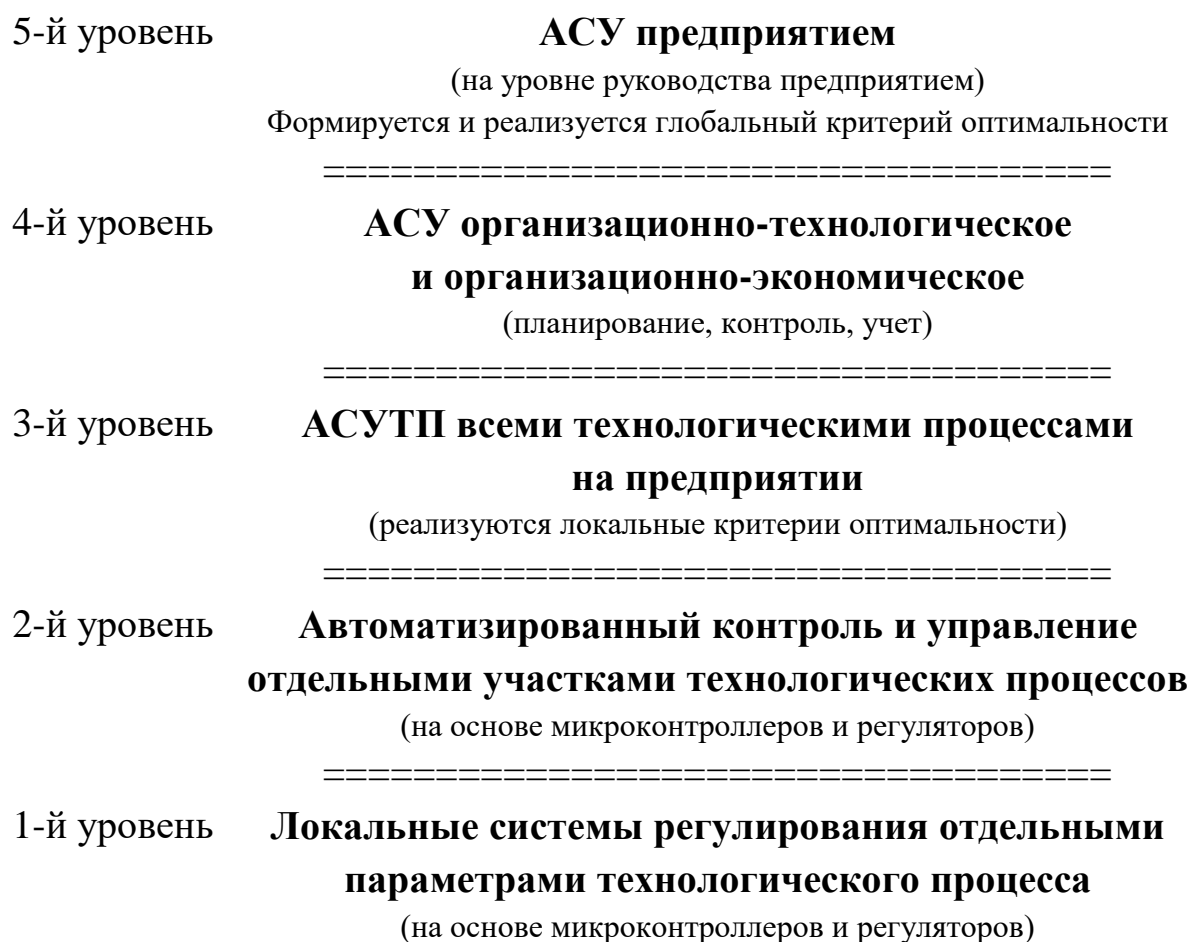 5-й уровень АСУ предприятием
(на уровне руководства предприятием)
Формируется и реализуется глобальный критерий оптимальности
===================================
4-й уровень АСУ организационно-технологическое
и организационно-экономическое
(планирование, контроль, учет)
===================================
3-й уровень АСУТП всеми технологическими процессами
на предприятии
(реализуются локальные критерии оптимальности)
===================================
2-й уровень Автоматизированный контроль и управление
отдельными участками технологических процессов
(на основе микроконтроллеров и регуляторов)
===================================
1-й уровень Локальные системы регулирования отдельными
параметрами технологического процесса
(на основе микроконтроллеров и регуляторов)